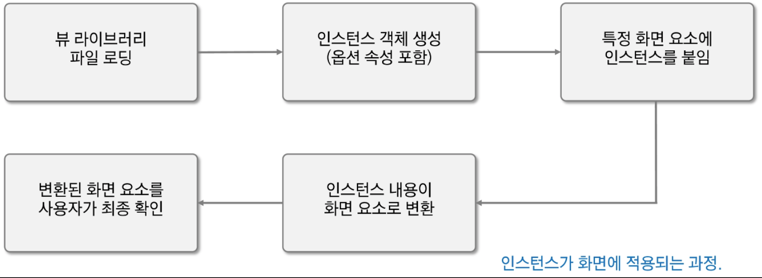 뷰 라이브러리
파일 로딩
인스턴스 객체 생성
(옵션 속성 포함)
특정 화면 요소에
인스턴스를 붙임
인스턴스 내용이
화면 요소로 변환
변환된 화면 요소를
사용자가 최종 확인
인스턴스가 화면에 적용되는 과정.